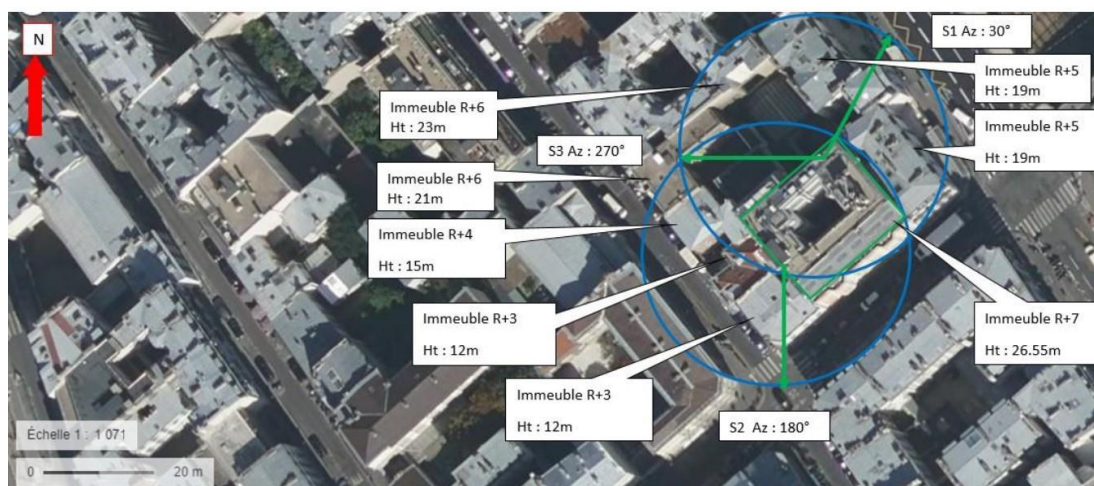 N
S1 Az : 30°
Immeuble R+5
Ht : 19m
Immeuble R+6
Ht : 23m
Immeuble R+5
Ht : 19m
S3 Az : 270°
Immeuble R+6
Ht : 21m
Immeuble R+4
Ht : 15m
Immeuble R+3
Ht : 12m
Immeuble R+7
Ht : 26.55m
Immeuble R+3
Ht : 12m
S2 Az : 180°
Échelle 1 : 1 071
0 20 m